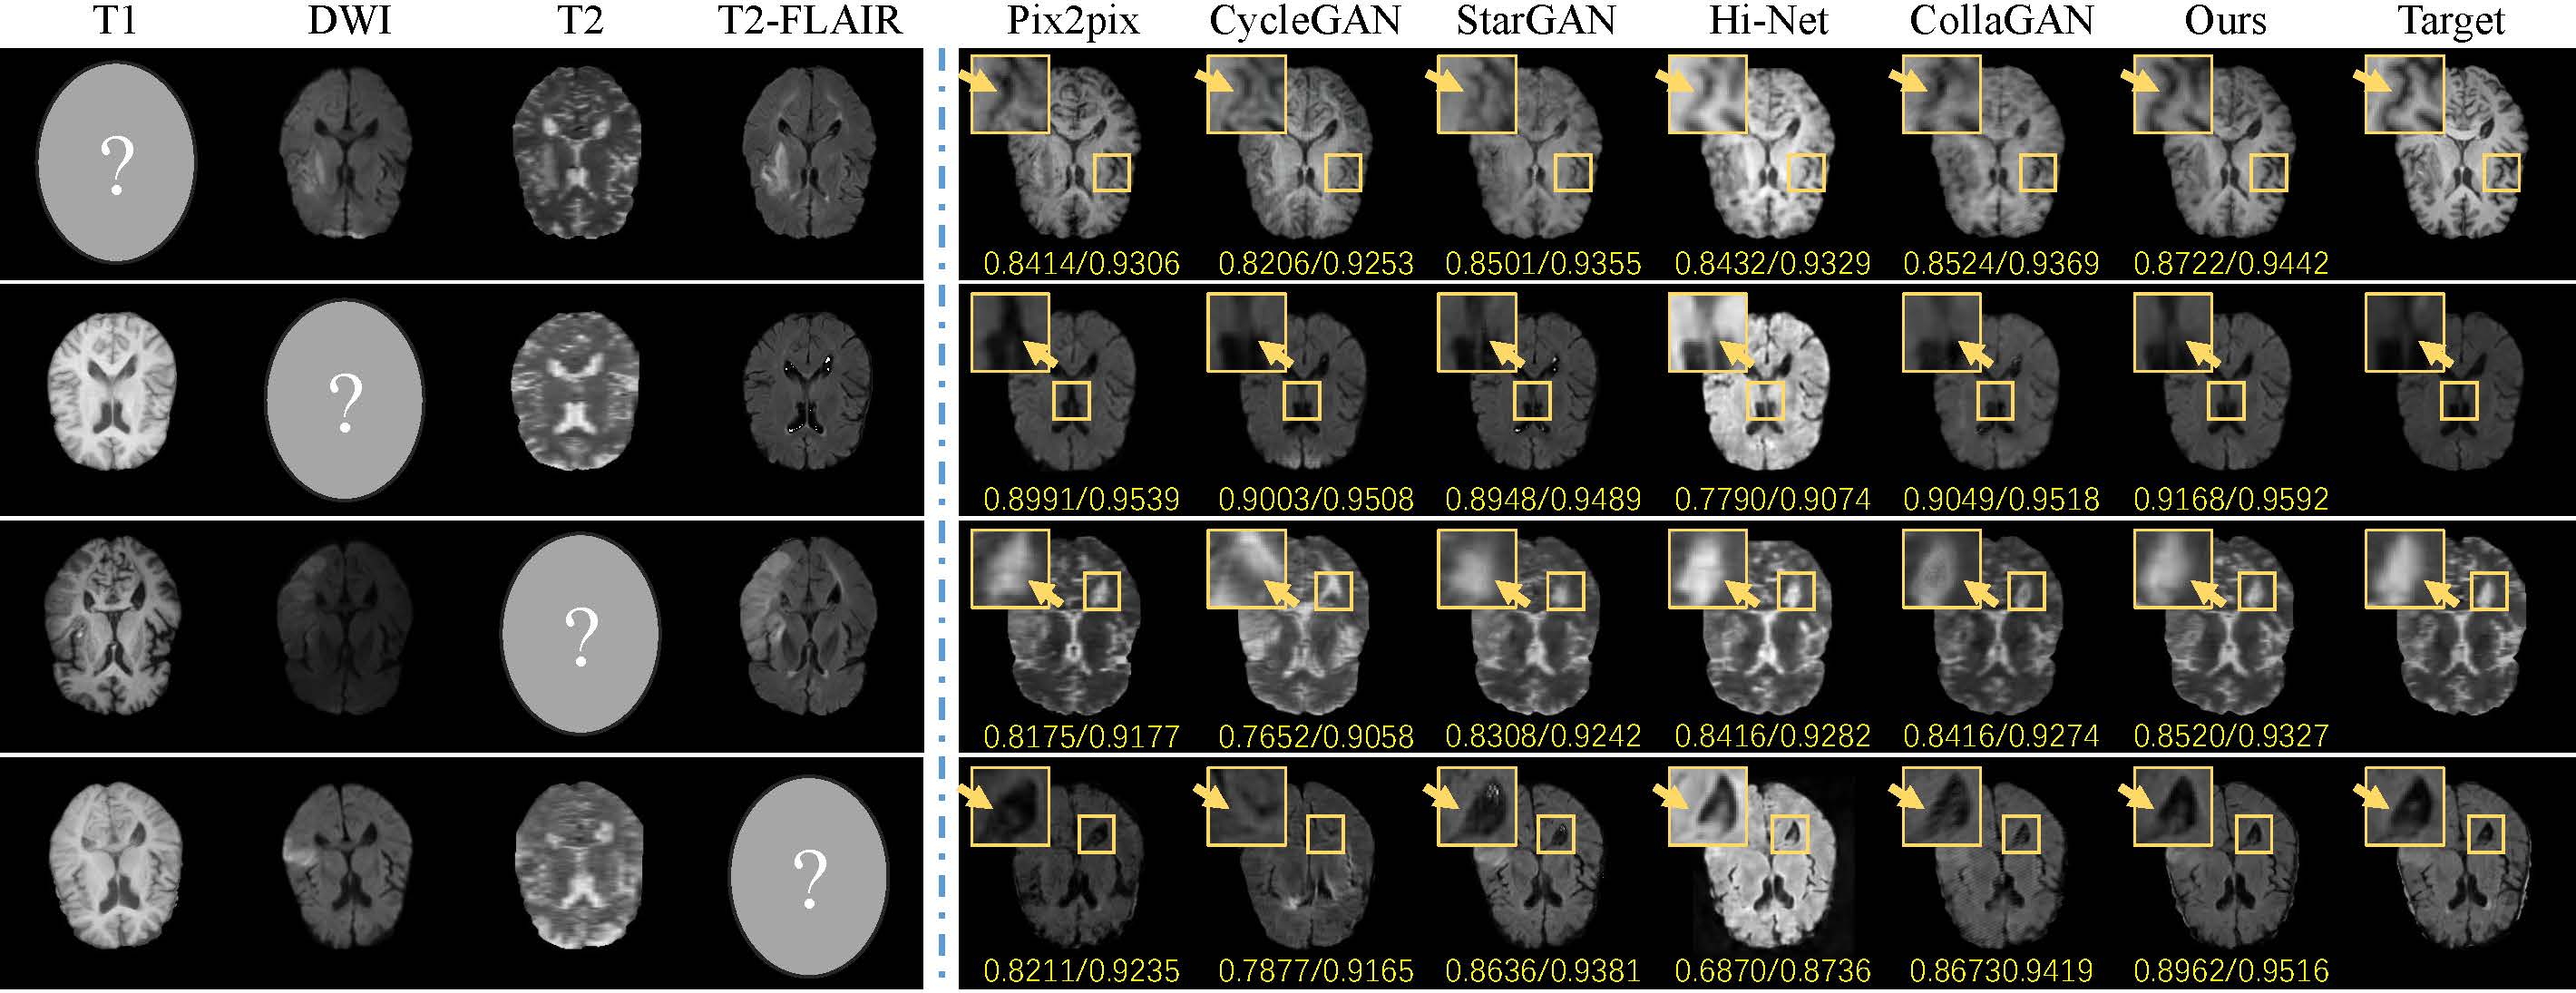 T1 DWI T2 T2-FLAIR Pix2pix CycleGAN StarGAN Hi-Net CollaGAN Ours Target
?
0.8414/0.9306 0.8206/0.9253 0.8501/0.9355 0.8432/0.9329 0.8524/0.9369 0.8722/0.9442
?
0.8991/0.9539 0.9003/0.9508 0.8948/0.9489 0.7790/0.9074 0.9049/0.9518 0.9168/0.9592
?
0.8175/0.9177 0.7652/0.9058 0.8308/0.9242 0.8416/0.9282 0.8416/0.9274 0.8520/0.9327
?
0.8211/0.9235 0.7877/0.9165 0.8636/0.9381 0.6870/0.8736 0.86730.9419 0.8962/0.9516